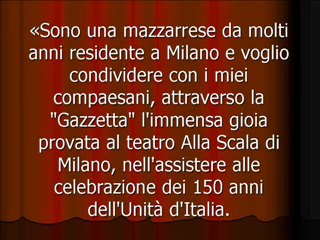 «Sono una mazzarrese da molti
anni residente a Milano e voglio
condividere con i miei
compaesani, attraverso la
"Gazzetta" l'immensa gioia
provata al teatro Alla Scala di
Milano, nell'assistere alle
celebrazione dei 150 anni
dell'Unità d'Italia.